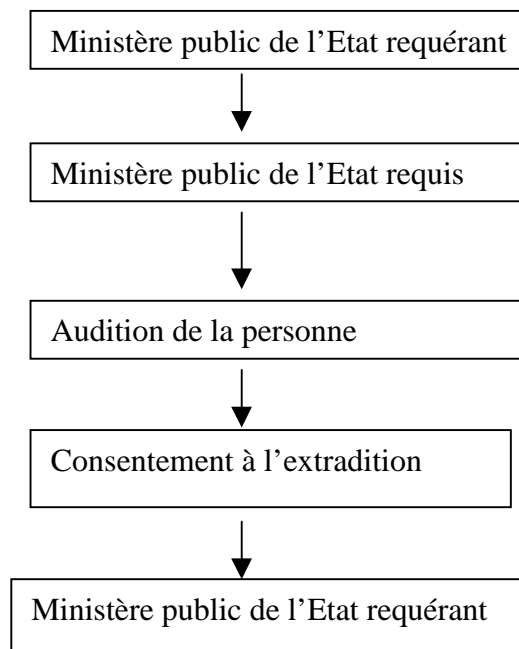 Ministère public de l’Etat requérant
Ministère public de l’Etat requis
Audition de la personne
Consentement à l’extradition
Ministère public de l’Etat requérant